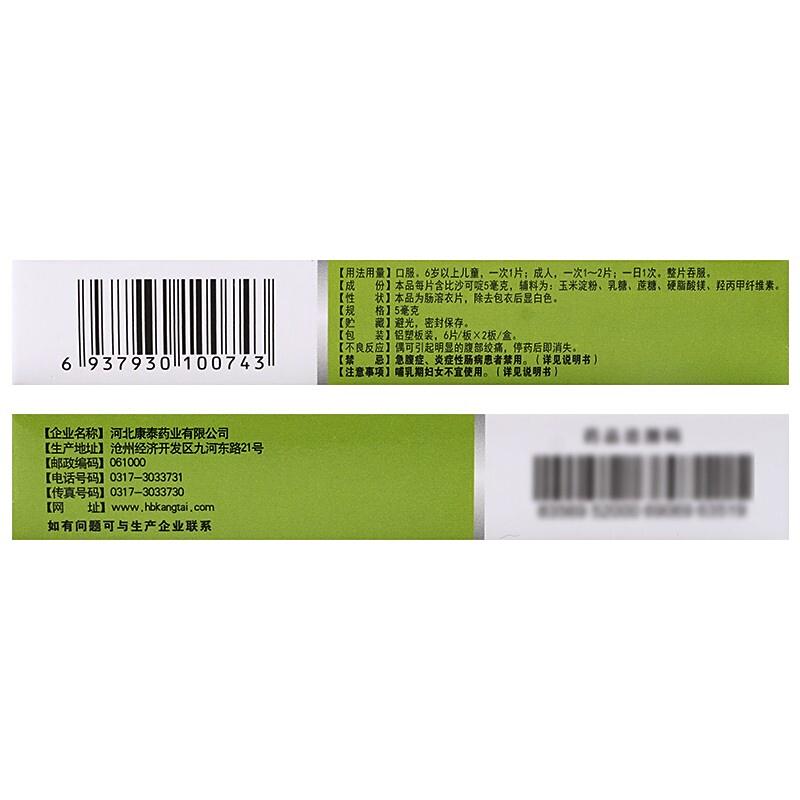 【用法用量】口服。6岁以上儿童，一次1片；成人，一次1～2片；一日1次。整片吞服。
【成　份】本品每片含比沙可啶5毫克，辅料为：玉米淀粉、乳糖、蔗糖、硬脂酸镁、羟丙甲纤维素。
【性　状】本品为肠溶衣片，除去包衣后显白色。
【规　格】5毫克
【贮　藏】避光，密封保存。
【包　装】铝塑板装，6片/板×2板/盒。
【不良反应】偶可引起明显的腹部绞痛，停药后即消失。
【禁　忌】急腹症、炎症性肠病患者禁用。（详见说明书）
【注意事项】哺乳期妇女不宜使用。（详见说明书）
6 937930 100743
【企业名称】河北康泰药业有限公司
【生产地址】沧州经济开发区九河东路21号
【邮政编码】061000
【电话号码】0317-3033731
【传真号码】0317-3033730
【网　址】www.hbkangtai.com
如有问题可与生产企业联系